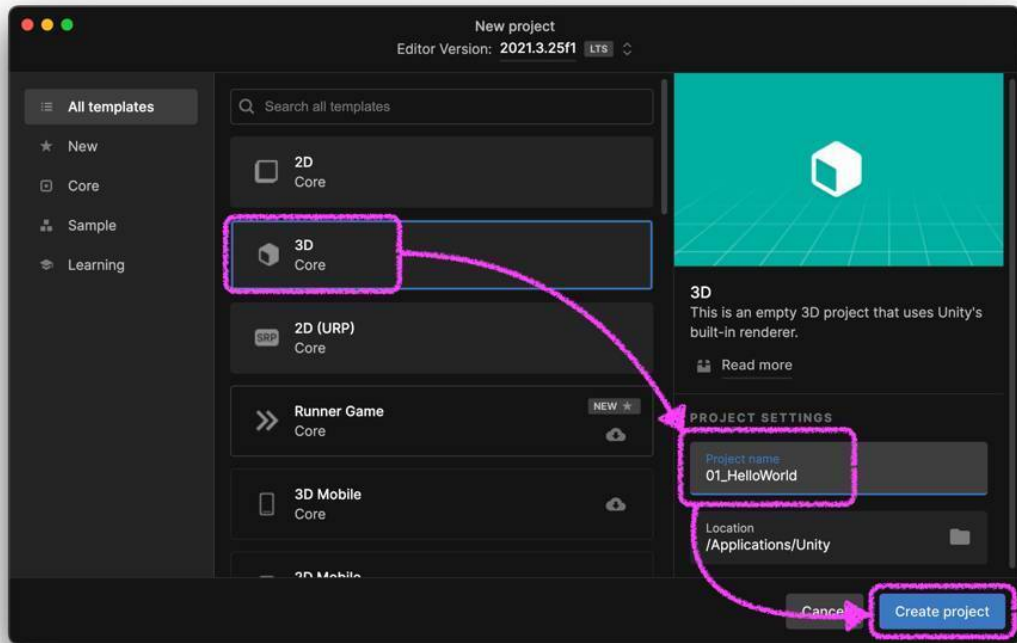 New project
Editor Version: 2021.3.25f1 LTS
All templates
New
Core
Sample
Learning
Search all templates
2D
Core
3D
Core
2D (URP)
SRP
Core
Runner Game
NEW
Core
3D Mobile
Core
2D Mobile
3D
This is an empty 3D project that uses Unity's
built-in renderer.
Read more
PROJECT SETTINGS
Project name
01_HelloWorld
Location
/Applications/Unity
Cancel
Create project